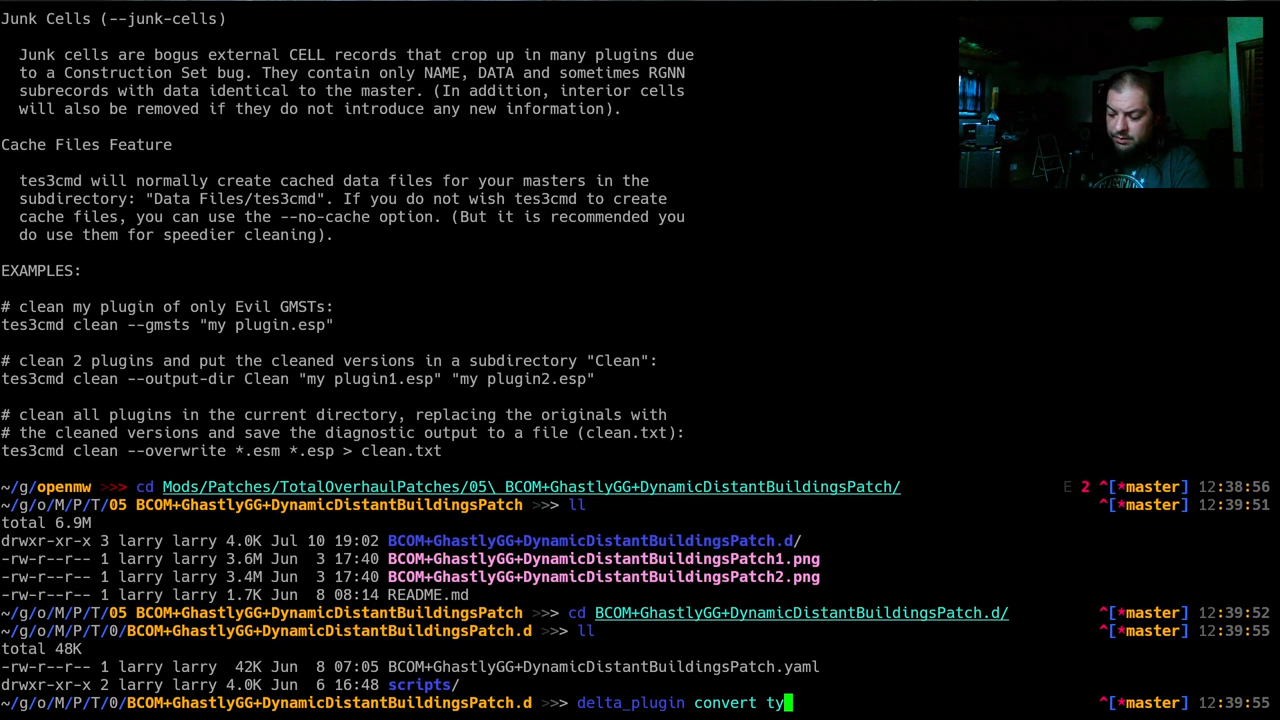 Junk Cells (--junk-cells)
Junk cells are bogus external CELL records that crop up in many plugins due
to a Construction Set bug. They contain only NAME, DATA and sometimes RGNN
subrecords with data identical to the master. (In addition, interior cells
will also be removed if they do not introduce any new information).
Cache Files Feature
tes3cmd will normally create cached data files for your masters in the
subdirectory: "Data Files/tes3cmd". If you do not wish tes3cmd to create
cache files, you can use the --no-cache option. (But it is recommended you
do use them for speedier cleaning).
EXAMPLES:
# clean my plugin of only Evil GMSTs:
tes3cmd clean --gmsts "my plugin.esp"
# clean 2 plugins and put the cleaned versions in a subdirectory "Clean":
tes3cmd clean --output-dir Clean "my plugin1.esp" "my plugin2.esp"
# clean all plugins in the current directory, replacing the originals with
# the cleaned versions and save the diagnostic output to a file (clean.txt):
tes3cmd clean --overwrite *.esm *.esp > clean.txt
~/g/openmw >>> cd Mods/Patches/TotalOverhaulPatches/05\ BCOM+GhastlyGG+DynamicDistantBuildingsPatch/ E 2 ^[*master] 12:38:56
~/g/o/M/P/T/05 BCOM+GhastlyGG+DynamicDistantBuildingsPatch >>> ll ^[*master] 12:39:51
total 6.9M
drwxr-xr-x 3 larry larry 4.0K Jul 10 19:02 BCOM+GhastlyGG+DynamicDistantBuildingsPatch.d/
-rw-r--r-- 1 larry larry 3.6M Jun  3 17:40 BCOM+GhastlyGG+DynamicDistantBuildingsPatch1.png
-rw-r--r-- 1 larry larry 3.4M Jun  3 17:40 BCOM+GhastlyGG+DynamicDistantBuildingsPatch2.png
-rw-r--r-- 1 larry larry 1.7K Jun  8 08:14 README.md
~/g/o/M/P/T/05 BCOM+GhastlyGG+DynamicDistantBuildingsPatch >>> cd BCOM+GhastlyGG+DynamicDistantBuildingsPatch.d/ ^[*master] 12:39:52
~/g/o/M/P/T/0/BCOM+GhastlyGG+DynamicDistantBuildingsPatch.d >>> ll ^[*master] 12:39:55
total 48K
-rw-r--r-- 1 larry larry  42K Jun  8 07:05 BCOM+GhastlyGG+DynamicDistantBuildingsPatch.yaml
drwxr-xr-x 2 larry larry 4.0K Jun  6 16:48 scripts/
~/g/o/M/P/T/0/BCOM+GhastlyGG+DynamicDistantBuildingsPatch.d >>> delta_plugin convert ty ^[*master] 12:39:55